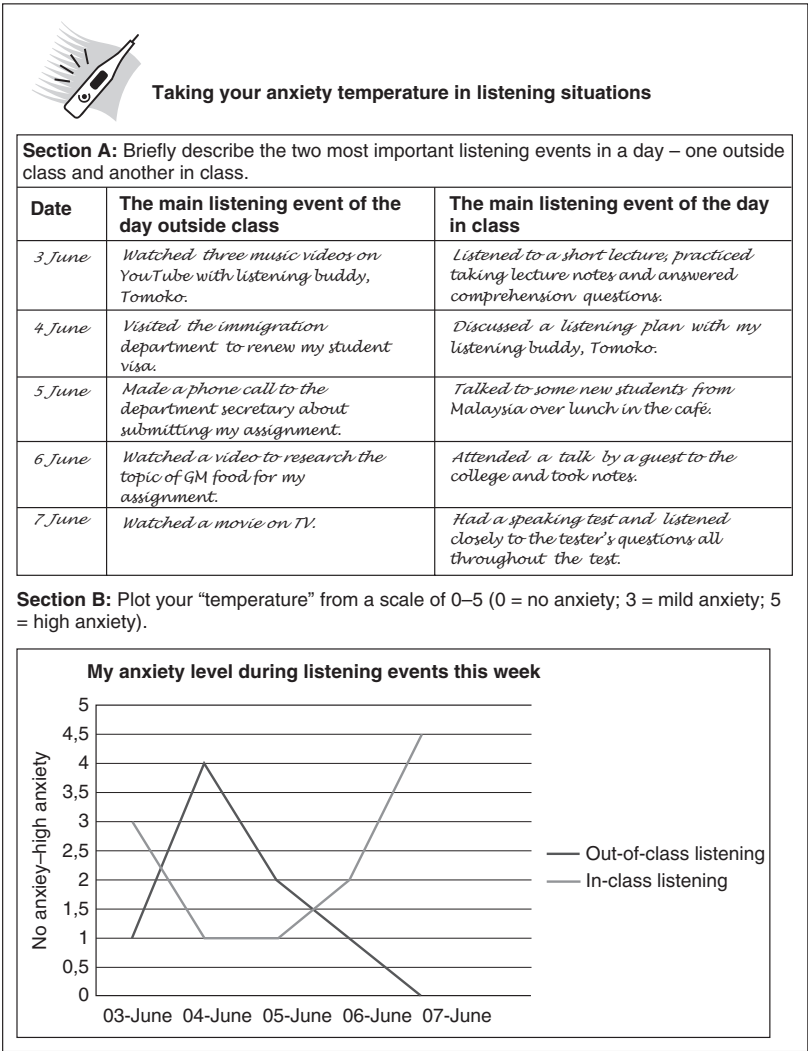 Taking your anxiety temperature in listening situations
Section A: Briefly describe the two most important listening events in a day – one outside
class and another in class.
Date
The main listening event of the
day outside class
The main listening event of the day
in class
3 June
Watched three music videos on
YouTube with listening buddy,
Tomoko.
Listened to a short lecture, practiced
taking lecture notes and answered
comprehension questions.
4 June
Visited the immigration
department to renew my student
visa.
Discussed a listening plan with my
listening buddy, Tomoko.
5 June
Made a phone call to the
department secretary about
submitting my assignment.
Talked to some new students from
Malaysia over lunch in the café.
6 June
Watched a video to research the
topic of GM food for my
assignment.
Attended a talk by a guest to the
college and took notes.
7 June
Watched a movie on TV.
Had a speaking test and listened
closely to the tester's questions all
throughout the test.
Section B: Plot your “temperature” from a scale of 0–5 (0 = no anxiety; 3 = mild anxiety; 5
= high anxiety).
My anxiety level during listening events this week
No anxiey–high anxiety
5
4,5
4
3,5
3
2,5
2
1,5
1
0,5
0
03-June 04-June 05-June 06-June 07-June
Out-of-class listening
In-class listening